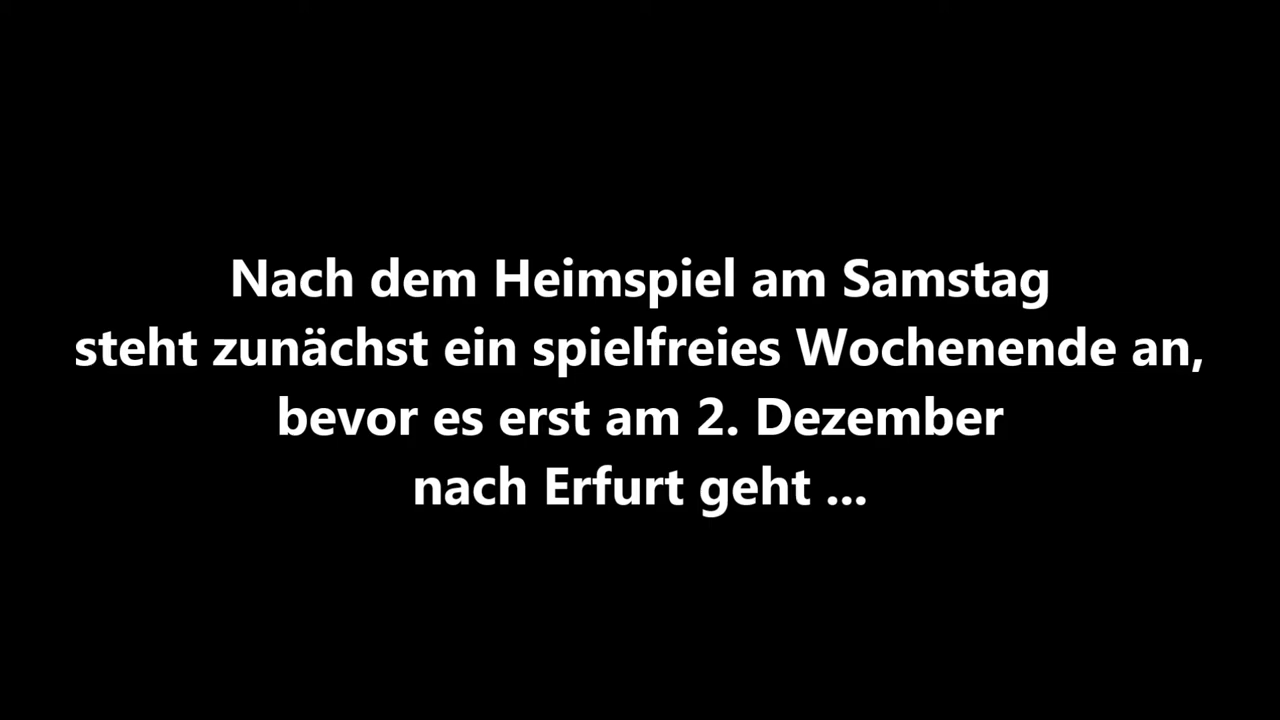 Nach dem Heimspiel am Samstag
steht zunächst ein spielfreies Wochenende an,
bevor es erst am 2. Dezember
nach Erfurt geht ...